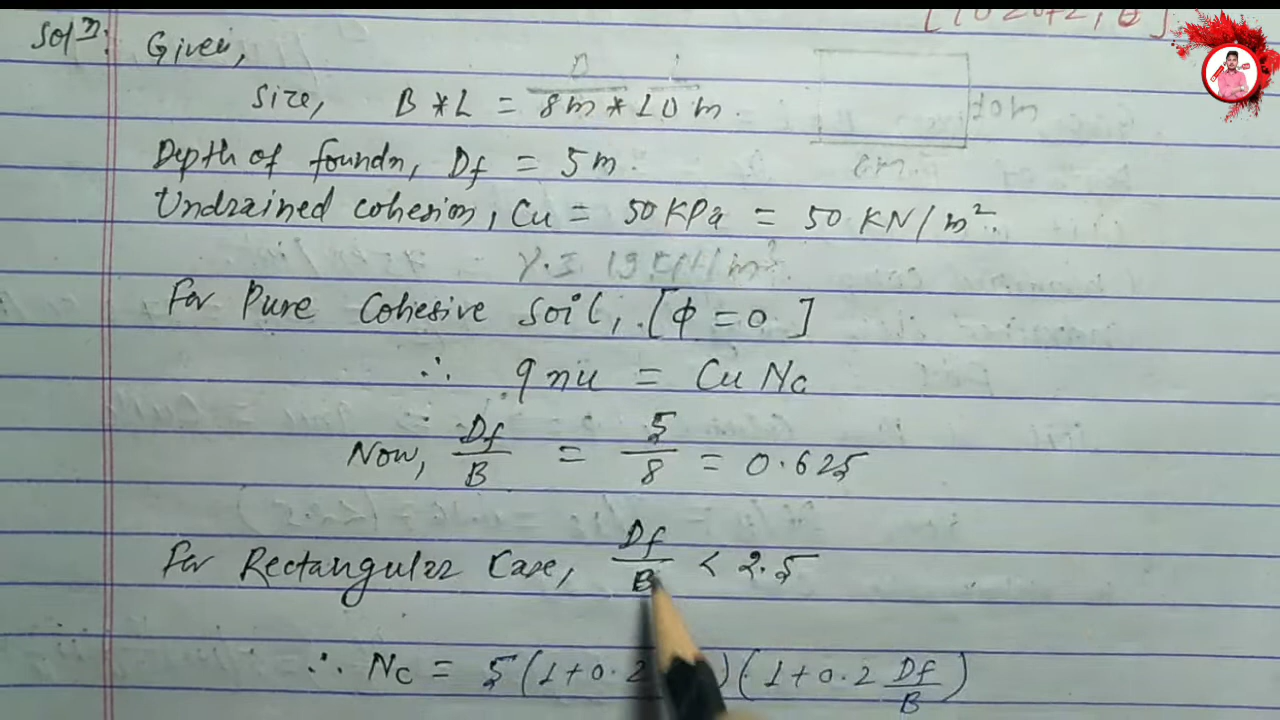 Solⁿ: Given,
Size, B * L = 8m * 10m.
Depth of foundn, Df = 5m.
Undrained cohesion, Cu = 50 KPa = 50 KN/m².
For Pure Cohesive Soil, [ϕ = 0]
∴ qnu = Cu Nc
Now, Df/B = 5/8 = 0.625
For Rectangular Case, Df/B < 2.5
∴ Nc = 5(1+0.2 )(1+0.2 Df/B)